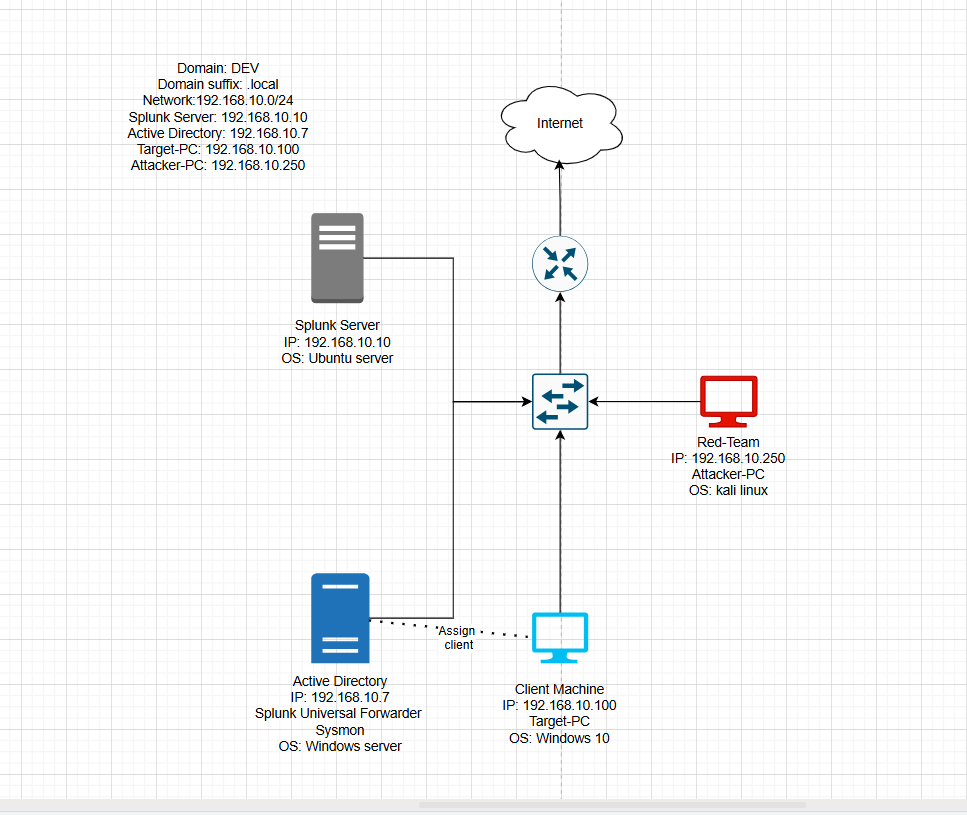 Domain: DEV
Domain suffix: .local
Network:192.168.10.0/24
Splunk Server: 192.168.10.10
Active Directory: 192.168.10.7
Target-PC: 192.168.10.100
Attacker-PC: 192.168.10.250
Internet
Splunk Server
IP: 192.168.10.10
OS: Ubuntu server
Red-Team
IP: 192.168.10.250
Attacker-PC
OS: kali linux
Assign
client
Active Directory
IP: 192.168.10.7
Splunk Universal Forwarder
Sysmon
OS: Windows server
Client Machine
IP: 192.168.10.100
Target-PC
OS: Windows 10